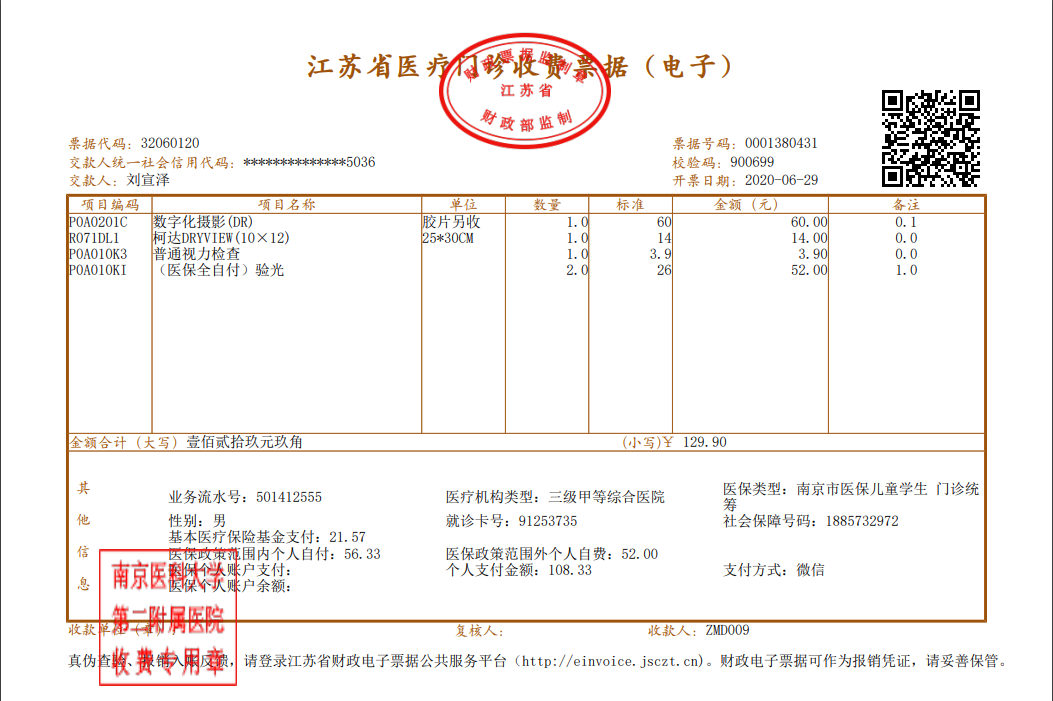 江苏省医疗门诊收费票据（电子）
财政票据监制章
江苏省
财政部监制
票据代码：32060120
票据号码：0001380431
交款人统一社会信用代码：**************5036
校验码：900699
交款人：刘宣泽
开票日期：2020-06-29
项目编码 项目名称 单位 数量 标准 金额（元） 备注
POA0201C 数字化摄影(DR) 胶片另收 1.0 60 60.00 0.1
R071DL1 柯达DRYVIEW(10×12) 25*30CM 1.0 14 14.00 0.0
POA010K3 普通视力检查 1.0 3.9 3.90 0.0
POA010KI （医保全自付）验光 2.0 26 52.00 1.0
金额合计（大写）壹佰贰拾玖元玖角 （小写）¥ 129.90
其他信息
业务流水号：501412555 医疗机构类型：三级甲等综合医院 医保类型：南京市医保儿童学生 门诊统
筹
性别：男 就诊卡号：91253735 社会保障号码：1885732972
基本医疗保险基金支付：21.57
医保政策范围内个人自付：56.33 医保政策范围外个人自费：52.00
医保个人账户支付： 个人支付金额：108.33 支付方式：微信
医保个人账户余额：
南京医科大学
第二附属医院
收费专用章
收款单位（章）： 复核人： 收款人：ZMD009
真伪查验、报销入账反馈，请登录江苏省财政电子票据公共服务平台（http://einvoice.jsczt.cn)。财政电子票据可作为报销凭证，请妥善保管。